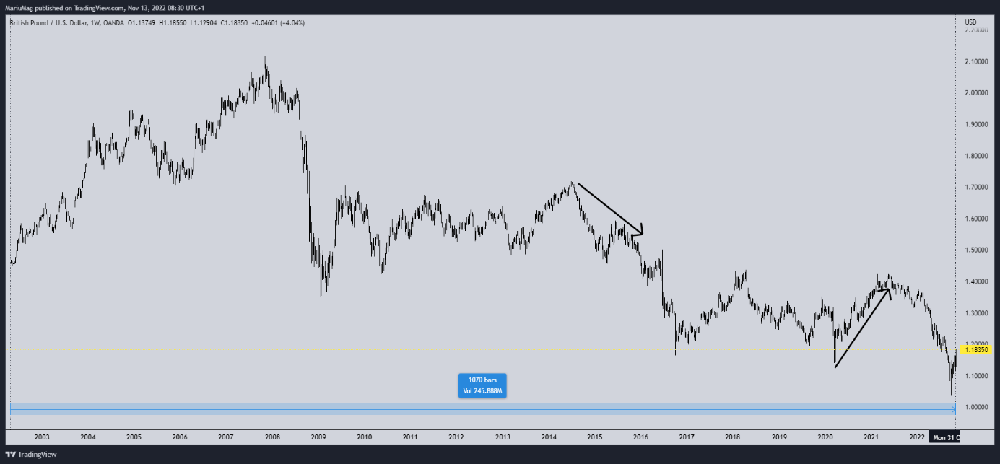 MariuMag published on TradingView.com, Nov 13, 2022 08:30 UTC+1
British Pound / U.S. Dollar, 1W, OANDA O1.13749 H1.18550 L1.12904 C1.18350 +0.04601 (+4.04%)
USD
2.20000
2.10000
2.00000
1.90000
1.80000
1.70000
1.60000
1.50000
1.40000
1.30000
1.20000
1.18350
1.10000
1.00000
1070 bars
Vol 245.888M
2003 2004 2005 2006 2007 2008 2009 2010 2011 2012 2013 2014 2015 2016 2017 2018 2019 2020 2021 2022 Mon 31 O
TradingView